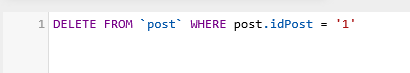 1 DELETE FROM `post` WHERE post.idPost = '1'